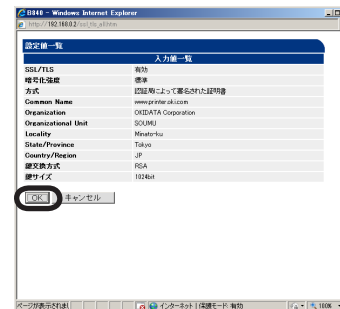 B840 - Windows Internet Explorer
http://192.168.0.2/ssl_tls_all.htm
設定値一覧
入力値一覧
SSL/TLS 有効
暗号化強度 標準
方式 認証局によって署名された証明書
Common Name www.printer.oki.com
Organization OKIDATA Corporation
Organizational Unit SOUMU
Locality Minato-ku
State/Province Tokyo
Country/Region JP
鍵交換方式 RSA
鍵サイズ 1024bit
OK キャンセル
ページが表示されまし インターネット | 保護モード: 有効 100%